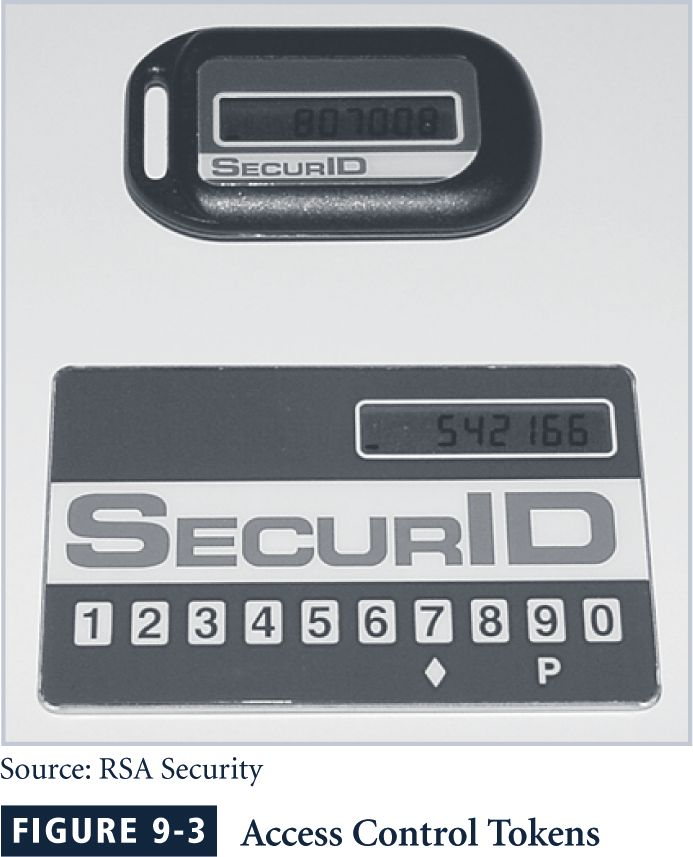 807008
SECURID
542166
SECURID
1 2 3 4 5 6 7 8 9 0
♦ P
Source: RSA Security
FIGURE 9-3 Access Control Tokens